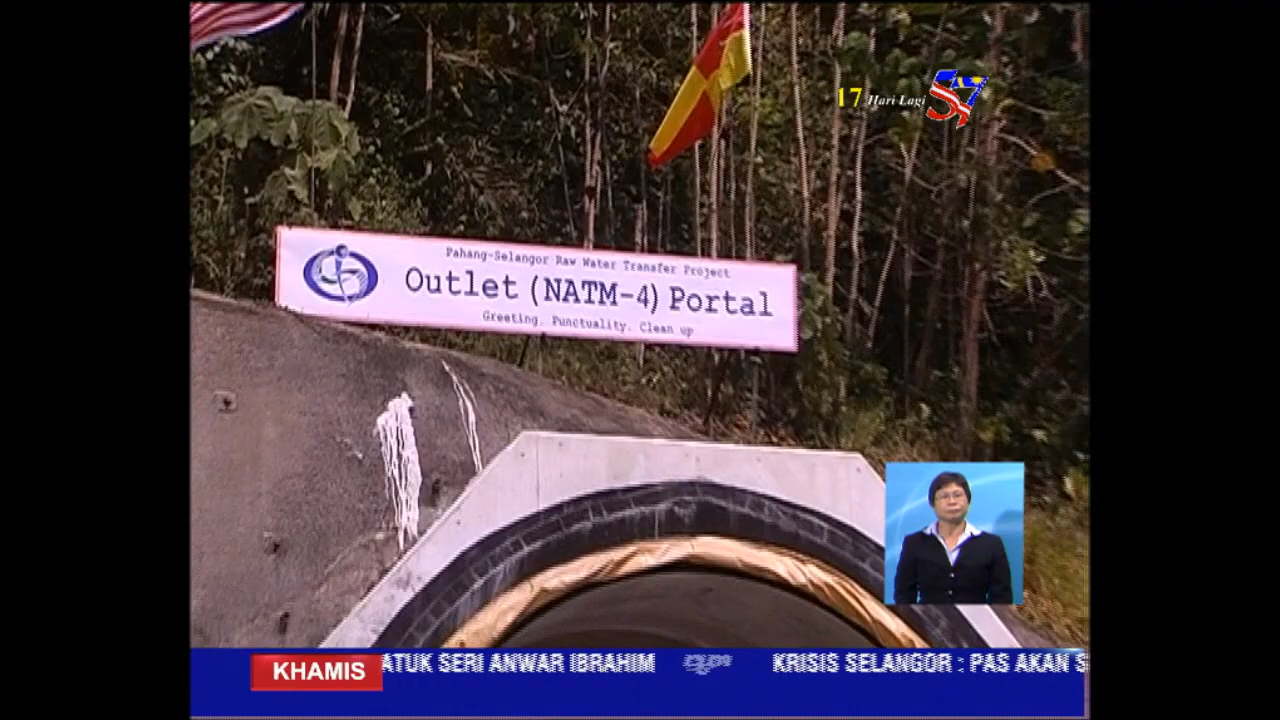 17 Hari Lagi
57
Pahang-Selangor Raw Water Transfer Project
Outlet (NATM-4) Portal
Greeting. Punctuality. Clean up
KHAMIS
ATUK SERI ANWAR IBRAHIM
KRISIS SELANGOR : PAS AKAN S